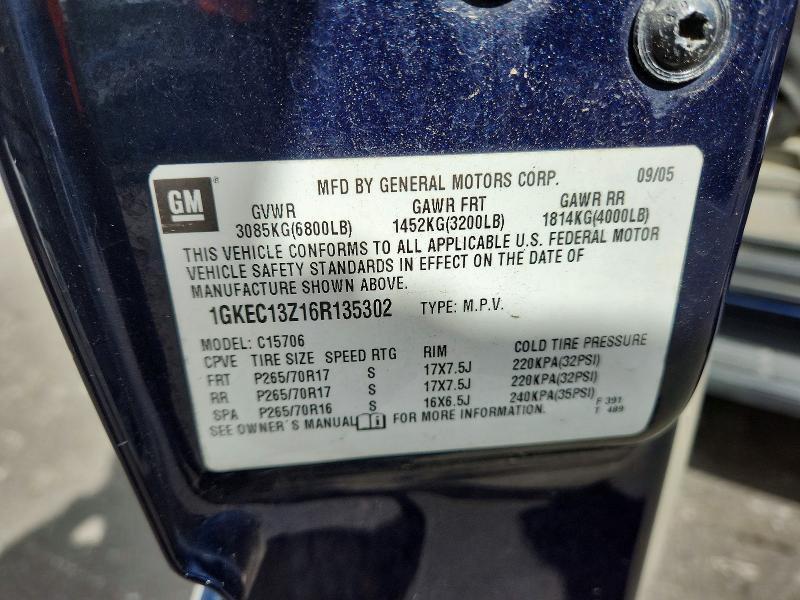 GM
MFD BY GENERAL MOTORS CORP. 09/05
GVWR GAWR FRT GAWR RR
3085KG(6800LB) 1452KG(3200LB) 1814KG(4000LB)
THIS VEHICLE CONFORMS TO ALL APPLICABLE U.S. FEDERAL MOTOR
VEHICLE SAFETY STANDARDS IN EFFECT ON THE DATE OF
MANUFACTURE SHOWN ABOVE.
1GKEC13Z16R135302 TYPE: M.P.V.
MODEL: C15706
CPVE TIRE SIZE SPEED RTG RIM COLD TIRE PRESSURE
FRT P265/70R17 S 17X7.5J 220KPA(32PSI)
RR P265/70R17 S 17X7.5J 220KPA(32PSI)
SPA P265/70R16 S 16X6.5J 240KPA(35PSI) F 391
T 489
SEE OWNER'S MANUAL FOR MORE INFORMATION.